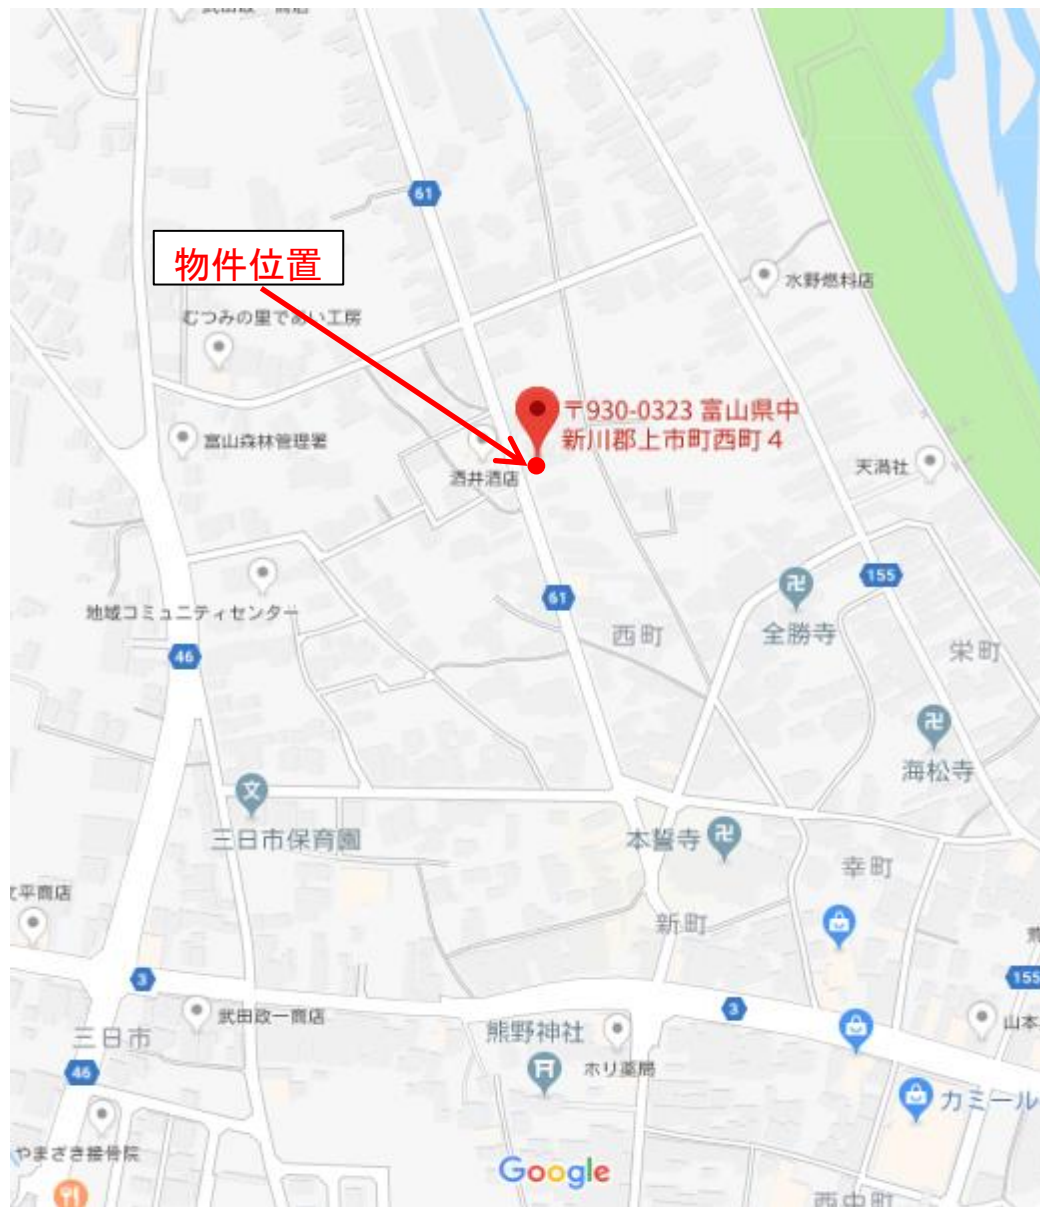 61
物件位置
水野燃料店
むつみの里であい工房
〒930-0323 富山県中
新川郡上市町西町4
富山森林管理署
酒井酒店
天満社
155
61
地域コミュニティセンター
西町
全勝寺
栄町
46
海松寺
三日市保育園
本誓寺
幸町
平商店
新町
3
155
武田政一商店
3
三日市
熊野神社
山本
46
ホリ薬局
カミール
やまざき接骨院
Google
西中町